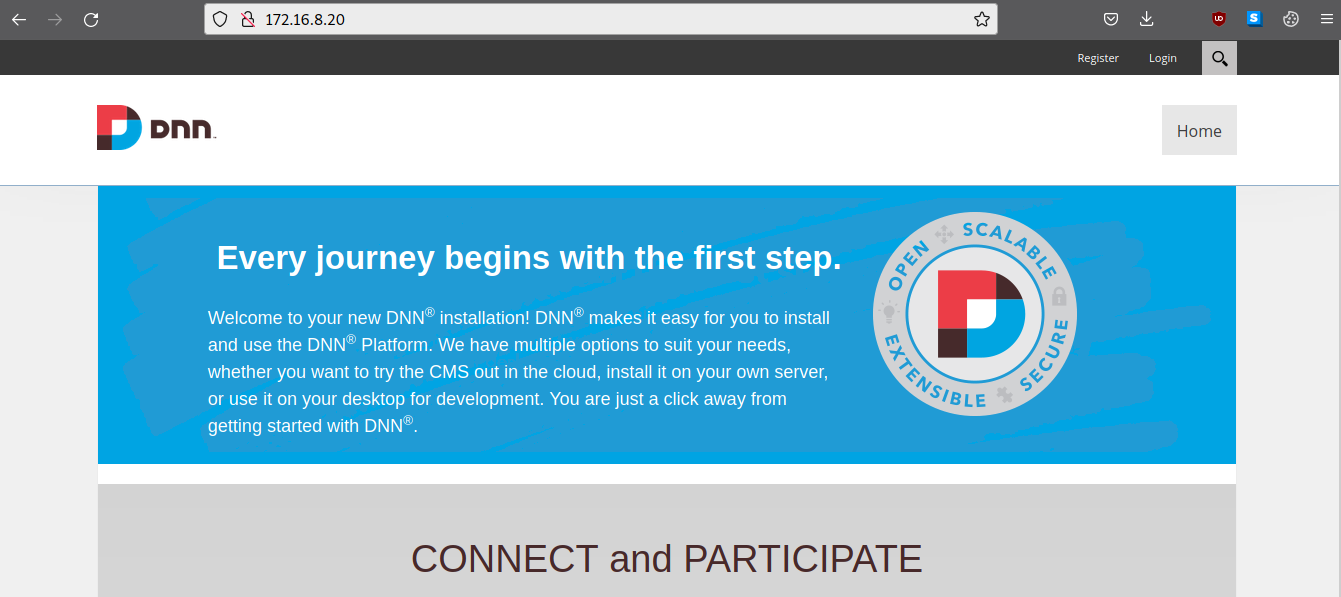 172.16.8.20
Register Login
DNN
Home
Every journey begins with the first step.
Welcome to your new DNN® installation! DNN® makes it easy for you to install
and use the DNN® Platform. We have multiple options to suit your needs,
whether you want to try the CMS out in the cloud, install it on your own server,
or use it on your desktop for development. You are just a click away from
getting started with DNN®.
OPEN SCALABLE SECURE EXTENSIBLE
CONNECT and PARTICIPATE